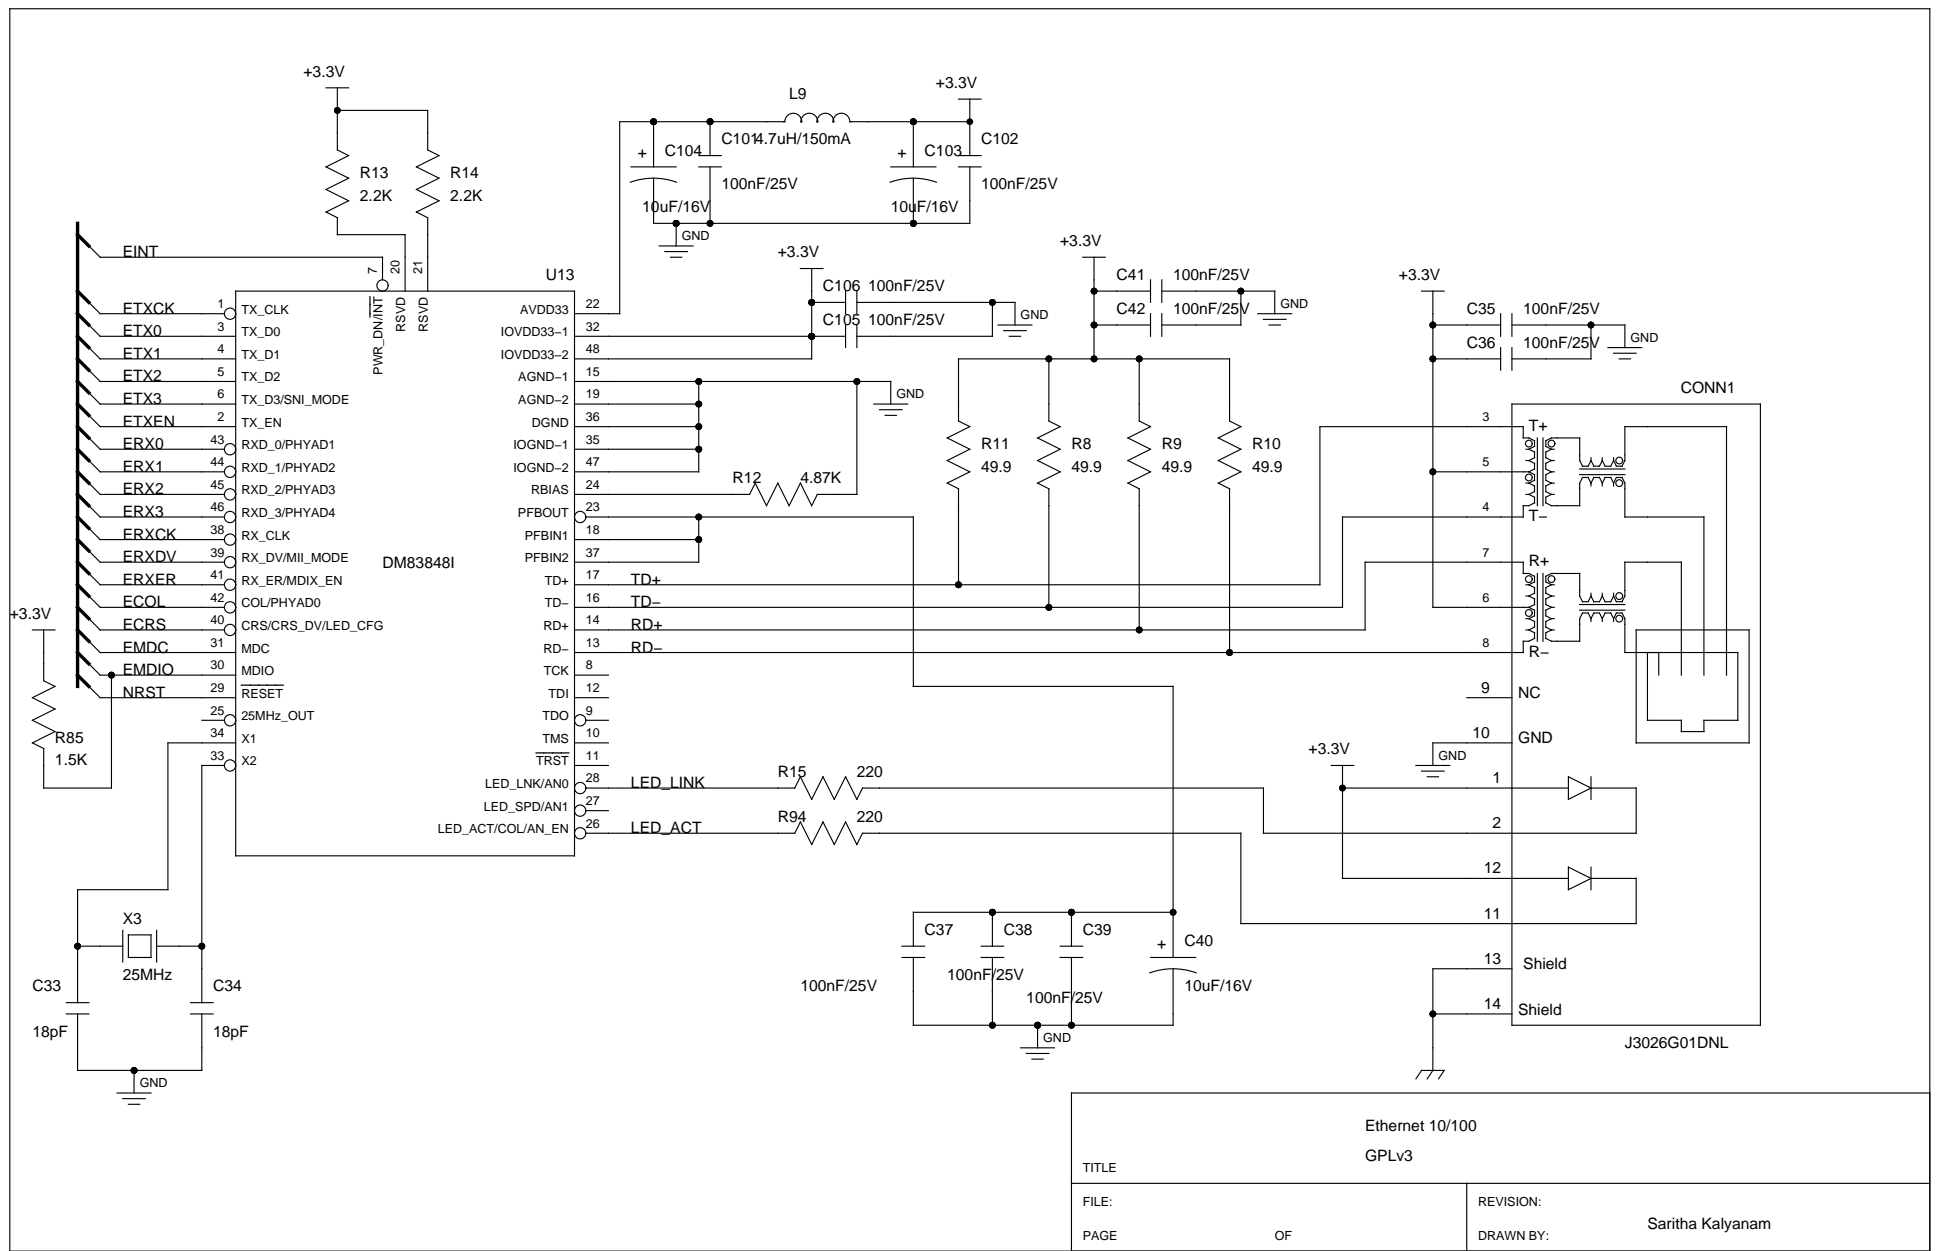 +3.3V
R13
2.2K
R14
2.2K
L9
+3.3V
C104
C101
4.7uH/150mA
C103
C102
100nF/25V
100nF/25V
10uF/16V
10uF/16V
GND
EINT
7
20
21
PWR_DN/INT
RSVD
RSVD
U13
DM83848I
ETXCK 1 TX_CLK
ETX0 3 TX_D0
ETX1 4 TX_D1
ETX2 5 TX_D2
ETX3 6 TX_D3/SNI_MODE
ETXEN 2 TX_EN
ERX0 43 RXD_0/PHYAD1
ERX1 44 RXD_1/PHYAD2
ERX2 45 RXD_2/PHYAD3
ERX3 46 RXD_3/PHYAD4
ERXCK 38 RX_CLK
ERXDV 39 RX_DV/MII_MODE
ERXER 41 RX_ER/MDIX_EN
ECOL 42 COL/PHYAD0
ECRS 40 CRS/CRS_DV/LED_CFG
EMDC 31 MDC
EMDIO 30 MDIO
NRST 29 RESET
25 25MHz_OUT
34 X1
33 X2
+3.3V
R85
1.5K
AVDD33 22
IOVDD33-1 32
IOVDD33-2 48
AGND-1 15
AGND-2 19
DGND 36
IOGND-1 35
IOGND-2 47
RBIAS 24
PFBOUT 23
PFBIN1 18
PFBIN2 37
TD+ 17 TD+
TD- 16 TD-
RD+ 14 RD+
RD- 13 RD-
TCK 8
TDI 12
TDO 9
TMS 10
TRST 11
LED_LNK/AN0 28 LED_LINK
LED_SPD/AN1 27
LED_ACT/COL/AN_EN 26 LED_ACT
+3.3V
C106 100nF/25V
C105 100nF/25V
GND
GND
R12 4.87K
+3.3V
C41 100nF/25V
C42 100nF/25V
GND
R11
49.9
R8
49.9
R9
49.9
R10
49.9
+3.3V
C35 100nF/25V
C36 100nF/25V
GND
CONN1
3 T+
5
4 T-
7 R+
6
8 R-
9 NC
10 GND
GND
+3.3V
1
2
12
11
13 Shield
14 Shield
J3026G01DNL
R15 220
R94 220
X3
25MHz
C33
18pF
C34
18pF
GND
C37
100nF/25V
C38
100nF/25V
C39
100nF/25V
C40
10uF/16V
+
+
+
GND
Ethernet 10/100
GPLv3
TITLE
FILE:
REVISION:
PAGE OF
DRAWN BY: Saritha Kalyanam